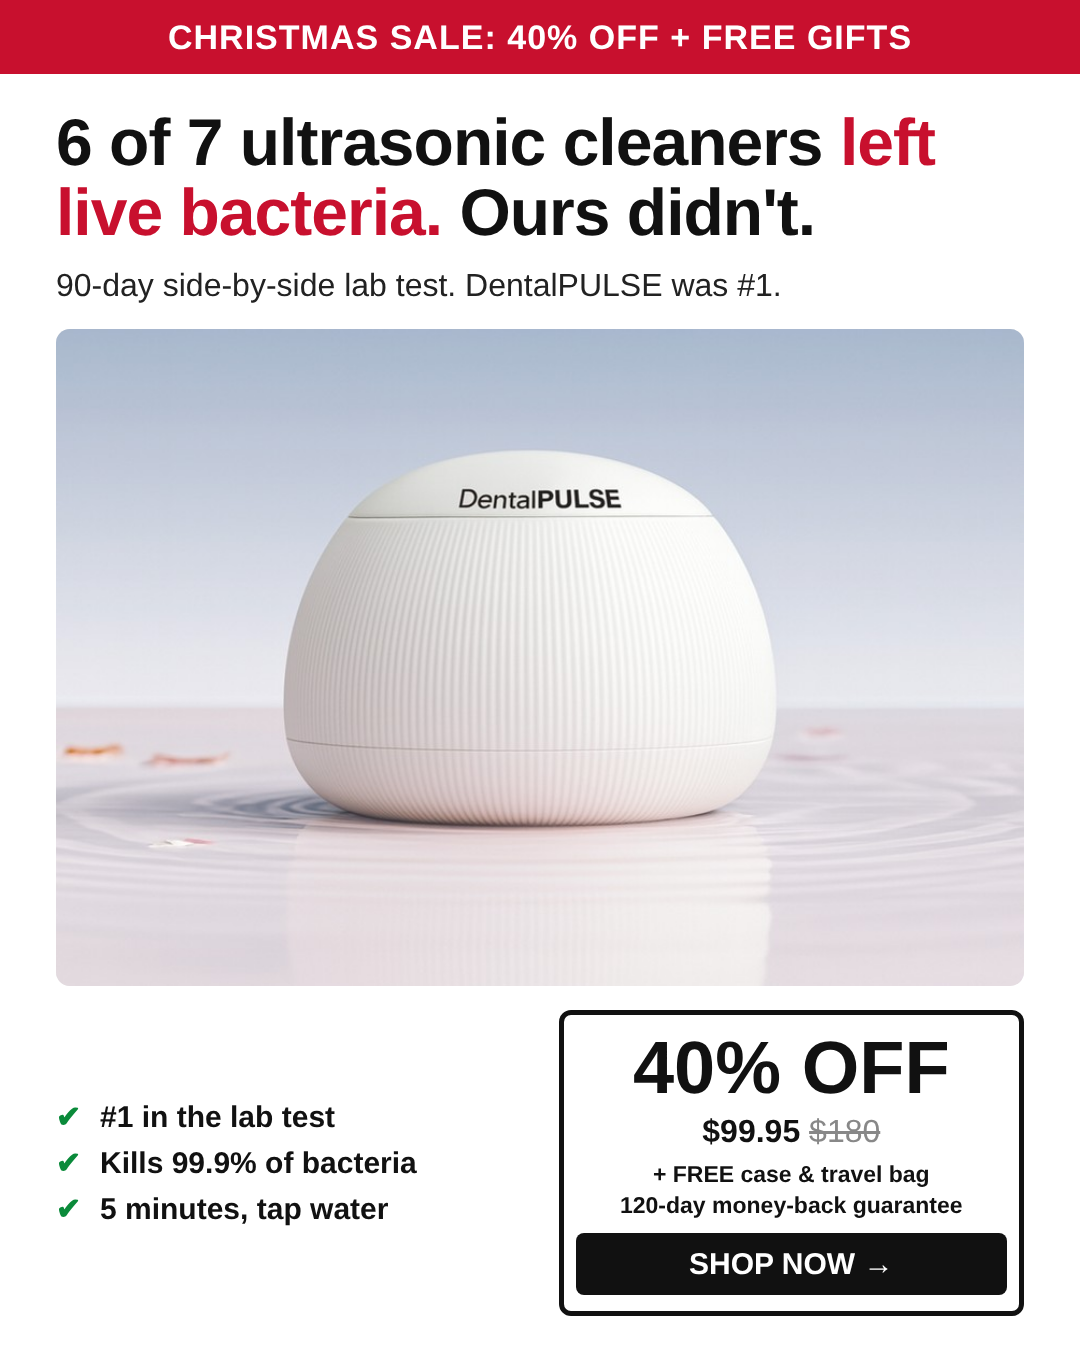 CHRISTMAS SALE: 40% OFF + FREE GIFTS
6 of 7 ultrasonic cleaners left
live bacteria. Ours didn't.
90-day side-by-side lab test. DentalPULSE was #1.
DentalPULSE
✔ #1 in the lab test
✔ Kills 99.9% of bacteria
✔ 5 minutes, tap water
40% OFF
$99.95 $180
+ FREE case & travel bag
120-day money-back guarantee
SHOP NOW →